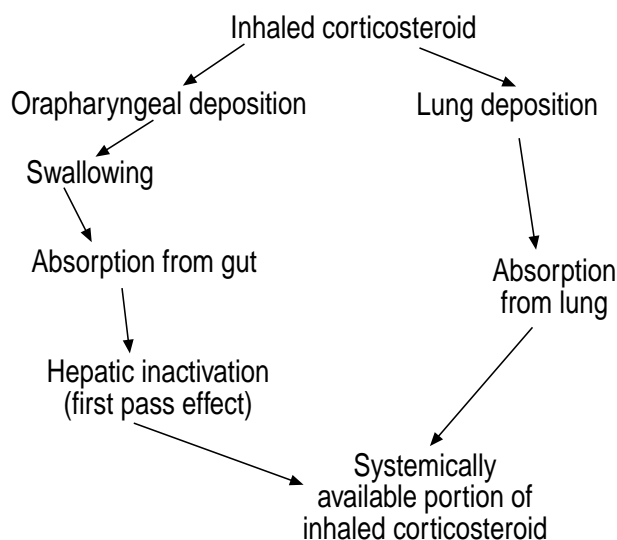 Inhaled corticosteroid
Orapharyngeal deposition
Lung deposition
Swallowing
Absorption from gut
Absorption
from lung
Hepatic inactivation
(first pass effect)
Systemically
available portion of
inhaled corticosteroid